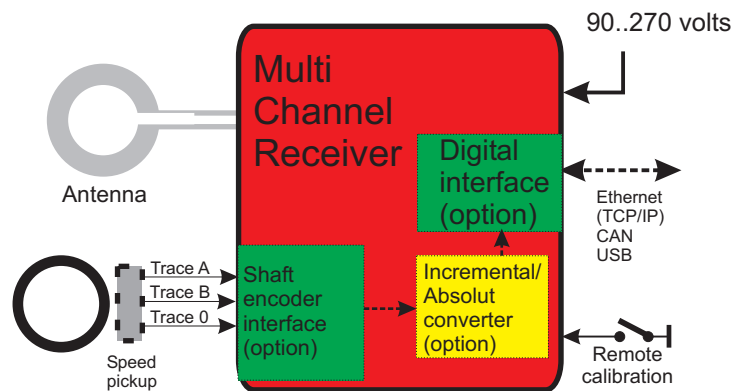 90..270 volts
Multi
Channel
Receiver
Antenna
Digital
interface
(option)
Ethernet
(TCP/IP)
CAN
USB
Trace A
Trace B
Trace 0
Speed
pickup
Shaft
encoder
interface
(option)
Incremental/
Absolut
converter
(option)
Remote
calibration